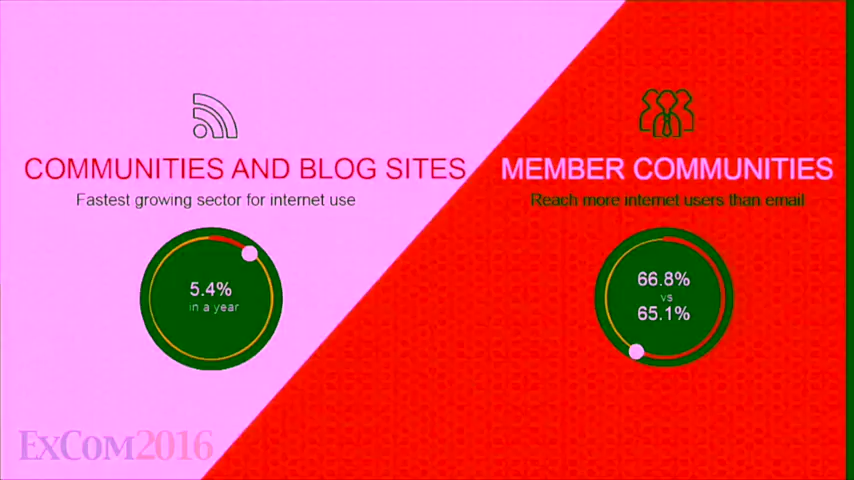 COMMUNITIES AND BLOG SITES
Fastest growing sector for internet use
5.4%
in a year
MEMBER COMMUNITIES
Reach more internet users than email
66.8%
vs
65.1%
EXCOM2016